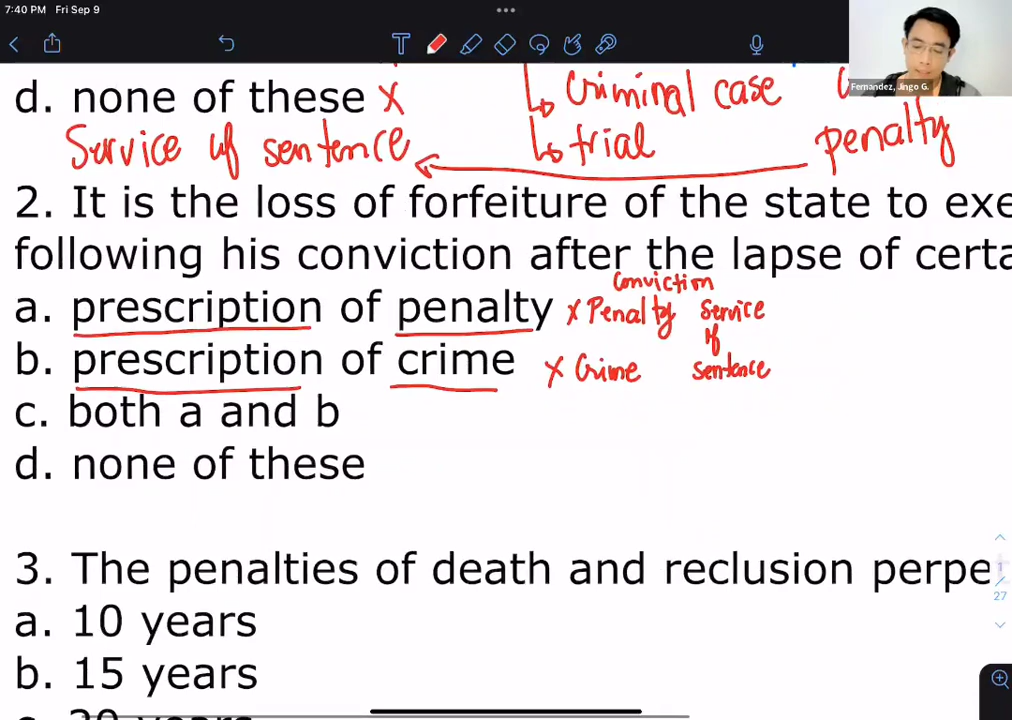 7:40 PM Fri Sep 9
Fernandez, Jingo G.
d. none of these x
Criminal case
trial
penalty
Service of sentence
2. It is the loss of forfeiture of the state to exe
following his conviction after the lapse of certa
Conviction
a. prescription of penalty x Penalty Service
of
b. prescription of crime x Crime sentence
c. both a and b
d. none of these
3. The penalties of death and reclusion perpe
a. 10 years
1
27
b. 15 years